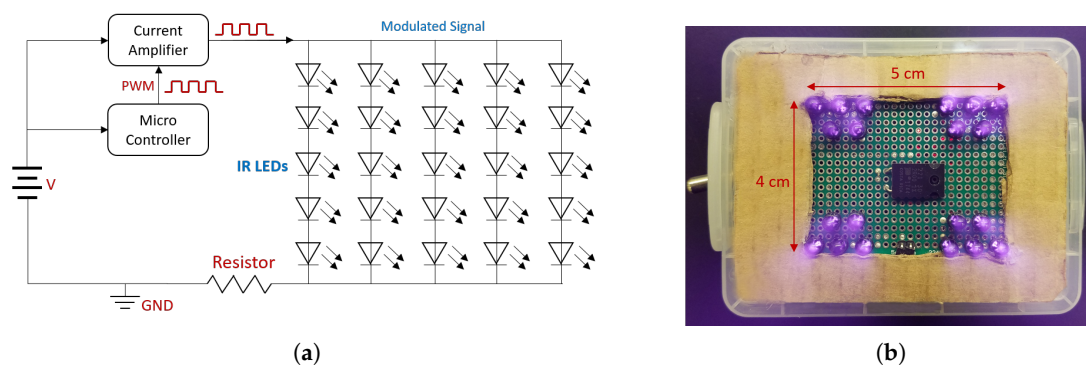 Current
Amplifier
Modulated Signal
PWM
Micro
Controller
IR LEDs
V
Resistor
GND
5 cm
4 cm
(a)
(b)